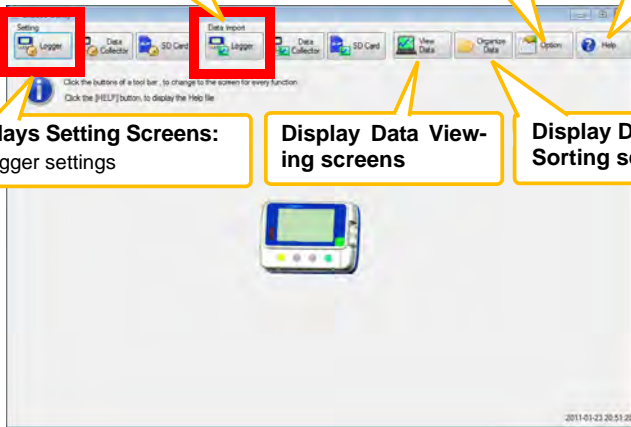 Setting
Data Import
Logger
Data Collector
SD Card
Logger
Data Collector
SD Card
View Data
Organize Data
Option
Help
Click the buttons of a tool bar , to change to the screen for every function
Click the [HELP] button, to display the Help file
lays Setting Screens:
gger settings
Display Data View-
ing screens
Display D
Sorting s
2011-01-23 20:51:20